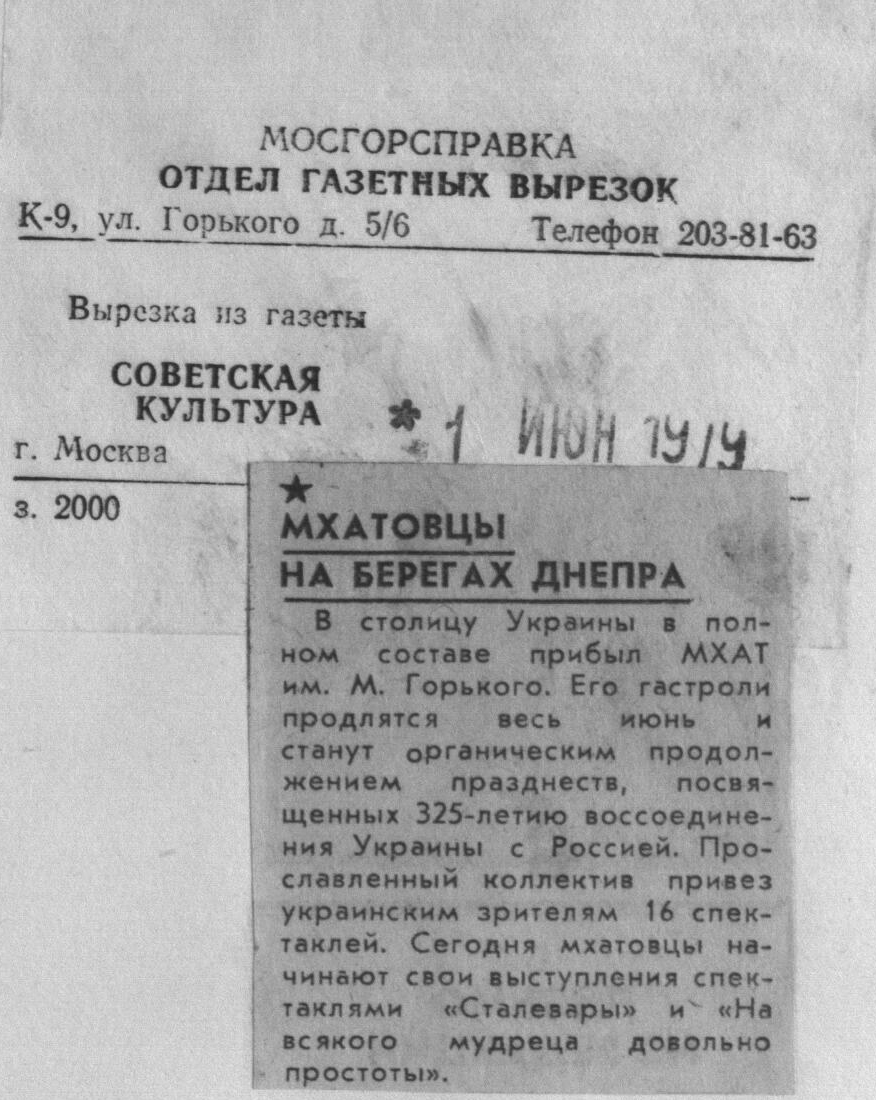 МОСГОРСПРАВКА
ОТДЕЛ ГАЗЕТНЫХ ВЫРЕЗОК
К-9, ул. Горького д. 5/6 Телефон 203-81-63
Вырезка из газеты
СОВЕТСКАЯ
КУЛЬТУРА
* 1 ИЮН 1979
г. Москва
з. 2000
★
МХАТОВЦЫ
НА БЕРЕГАХ ДНЕПРА
В столицу Украины в пол-
ном составе прибыл МХАТ
им. М. Горького. Его гастроли
продлятся весь июнь и
станут органическим продол-
жением празднеств, посвя-
щенных 325-летию воссоедине-
ния Украины с Россией. Про-
славленный коллектив привез
украинским зрителям 16 спек-
таклей. Сегодня мхатовцы на-
чинают свои выступления спек-
таклями «Сталевары» и «На
всякого мудреца довольно
простоты».